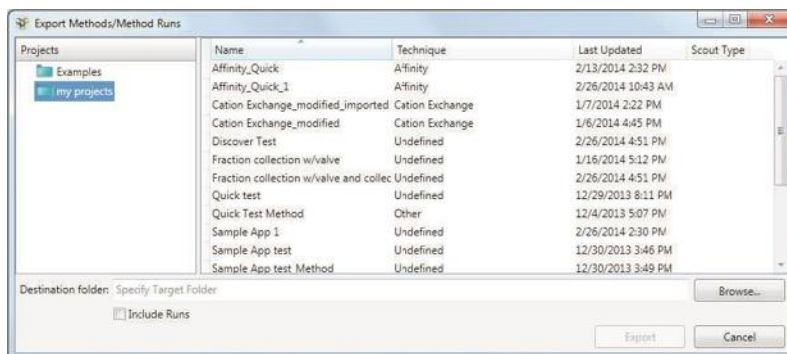 Export Methods/Method Runs
Projects
Examples
my projects
Name Technique Last Updated Scout Type
Affinity_Quick Affinity 2/13/2014 2:32 PM
Affinity_Quick_1 Affinity 2/26/2014 10:43 AM
Cation Exchange_modified_imported Cation Exchange 1/7/2014 2:22 PM
Cation Exchange_modified Cation Exchange 1/6/2014 4:45 PM
Discover Test Undefined 2/26/2014 4:51 PM
Fraction collection w/valve Undefined 1/16/2014 5:12 PM
Fraction collection w/valve and collec Undefined 2/26/2014 4:51 PM
Quick test Undefined 12/29/2013 8:11 PM
Quick Test Method Other 12/4/2013 5:07 PM
Sample App 1 Undefined 2/26/2014 2:30 PM
Sample App test Undefined 12/30/2013 3:46 PM
Sample App test_Method Undefined 12/30/2013 3:49 PM
Destination folder: Specify Target Folder Browse...
Include Runs
Export Cancel